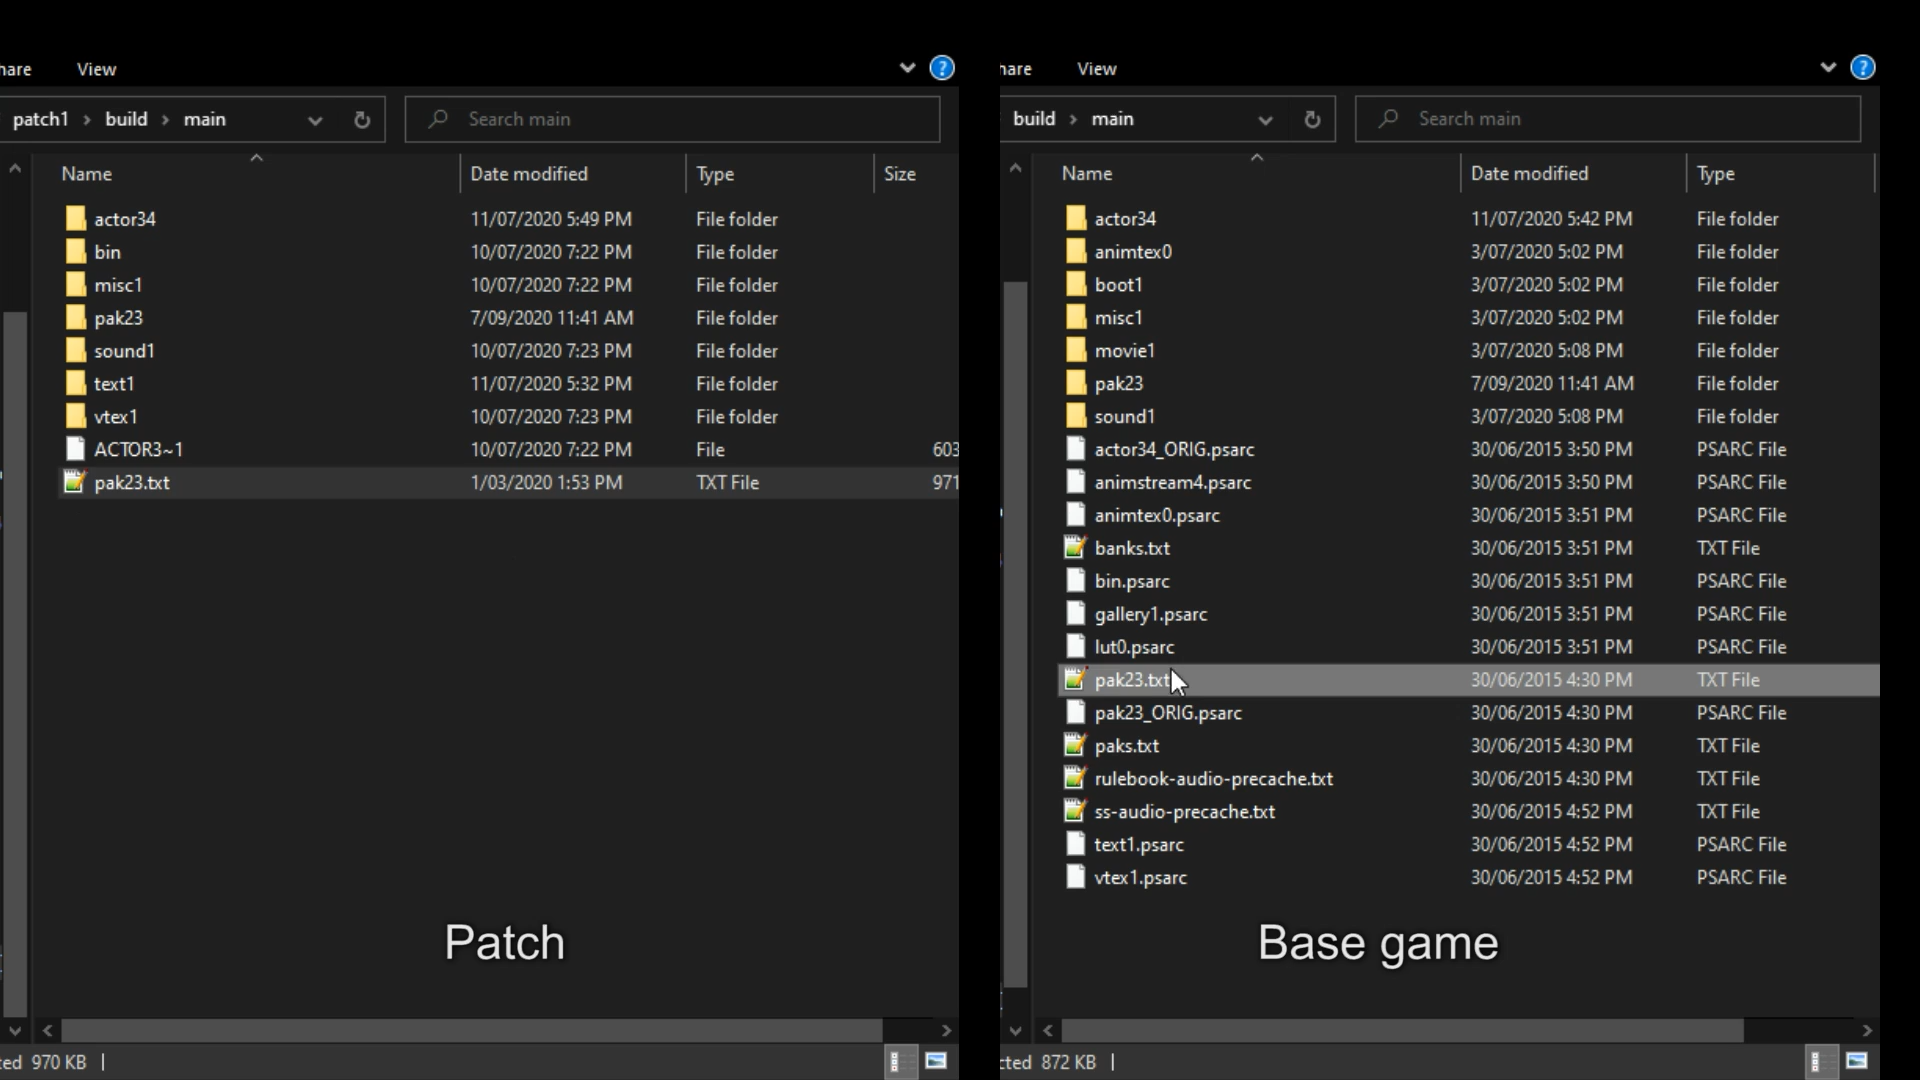 hare View
patch1 > build > main Search main
Name Date modified Type Size
actor34 11/07/2020 5:49 PM File folder
bin 10/07/2020 7:22 PM File folder
misc1 10/07/2020 7:22 PM File folder
pak23 7/09/2020 11:41 AM File folder
sound1 10/07/2020 7:23 PM File folder
text1 11/07/2020 5:32 PM File folder
vtex1 10/07/2020 7:23 PM File folder
ACTOR3~1 10/07/2020 7:22 PM File 603
pak23.txt 1/03/2020 1:53 PM TXT File 971
Patch
ted 970 KB
hare View
build > main Search main
Name Date modified Type
actor34 11/07/2020 5:42 PM File folder
animtex0 3/07/2020 5:02 PM File folder
boot1 3/07/2020 5:02 PM File folder
misc1 3/07/2020 5:02 PM File folder
movie1 3/07/2020 5:08 PM File folder
pak23 7/09/2020 11:41 AM File folder
sound1 3/07/2020 5:08 PM File folder
actor34_ORIG.psarc 30/06/2015 3:50 PM PSARC File
animstream4.psarc 30/06/2015 3:50 PM PSARC File
animtex0.psarc 30/06/2015 3:51 PM PSARC File
banks.txt 30/06/2015 3:51 PM TXT File
bin.psarc 30/06/2015 3:51 PM PSARC File
gallery1.psarc 30/06/2015 3:51 PM PSARC File
lut0.psarc 30/06/2015 3:51 PM PSARC File
pak23.txt 30/06/2015 4:30 PM TXT File
pak23_ORIG.psarc 30/06/2015 4:30 PM PSARC File
paks.txt 30/06/2015 4:30 PM TXT File
rulebook-audio-precache.txt 30/06/2015 4:30 PM TXT File
ss-audio-precache.txt 30/06/2015 4:52 PM TXT File
text1.psarc 30/06/2015 4:52 PM PSARC File
vtex1.psarc 30/06/2015 4:52 PM PSARC File
Base game
cted 872 KB